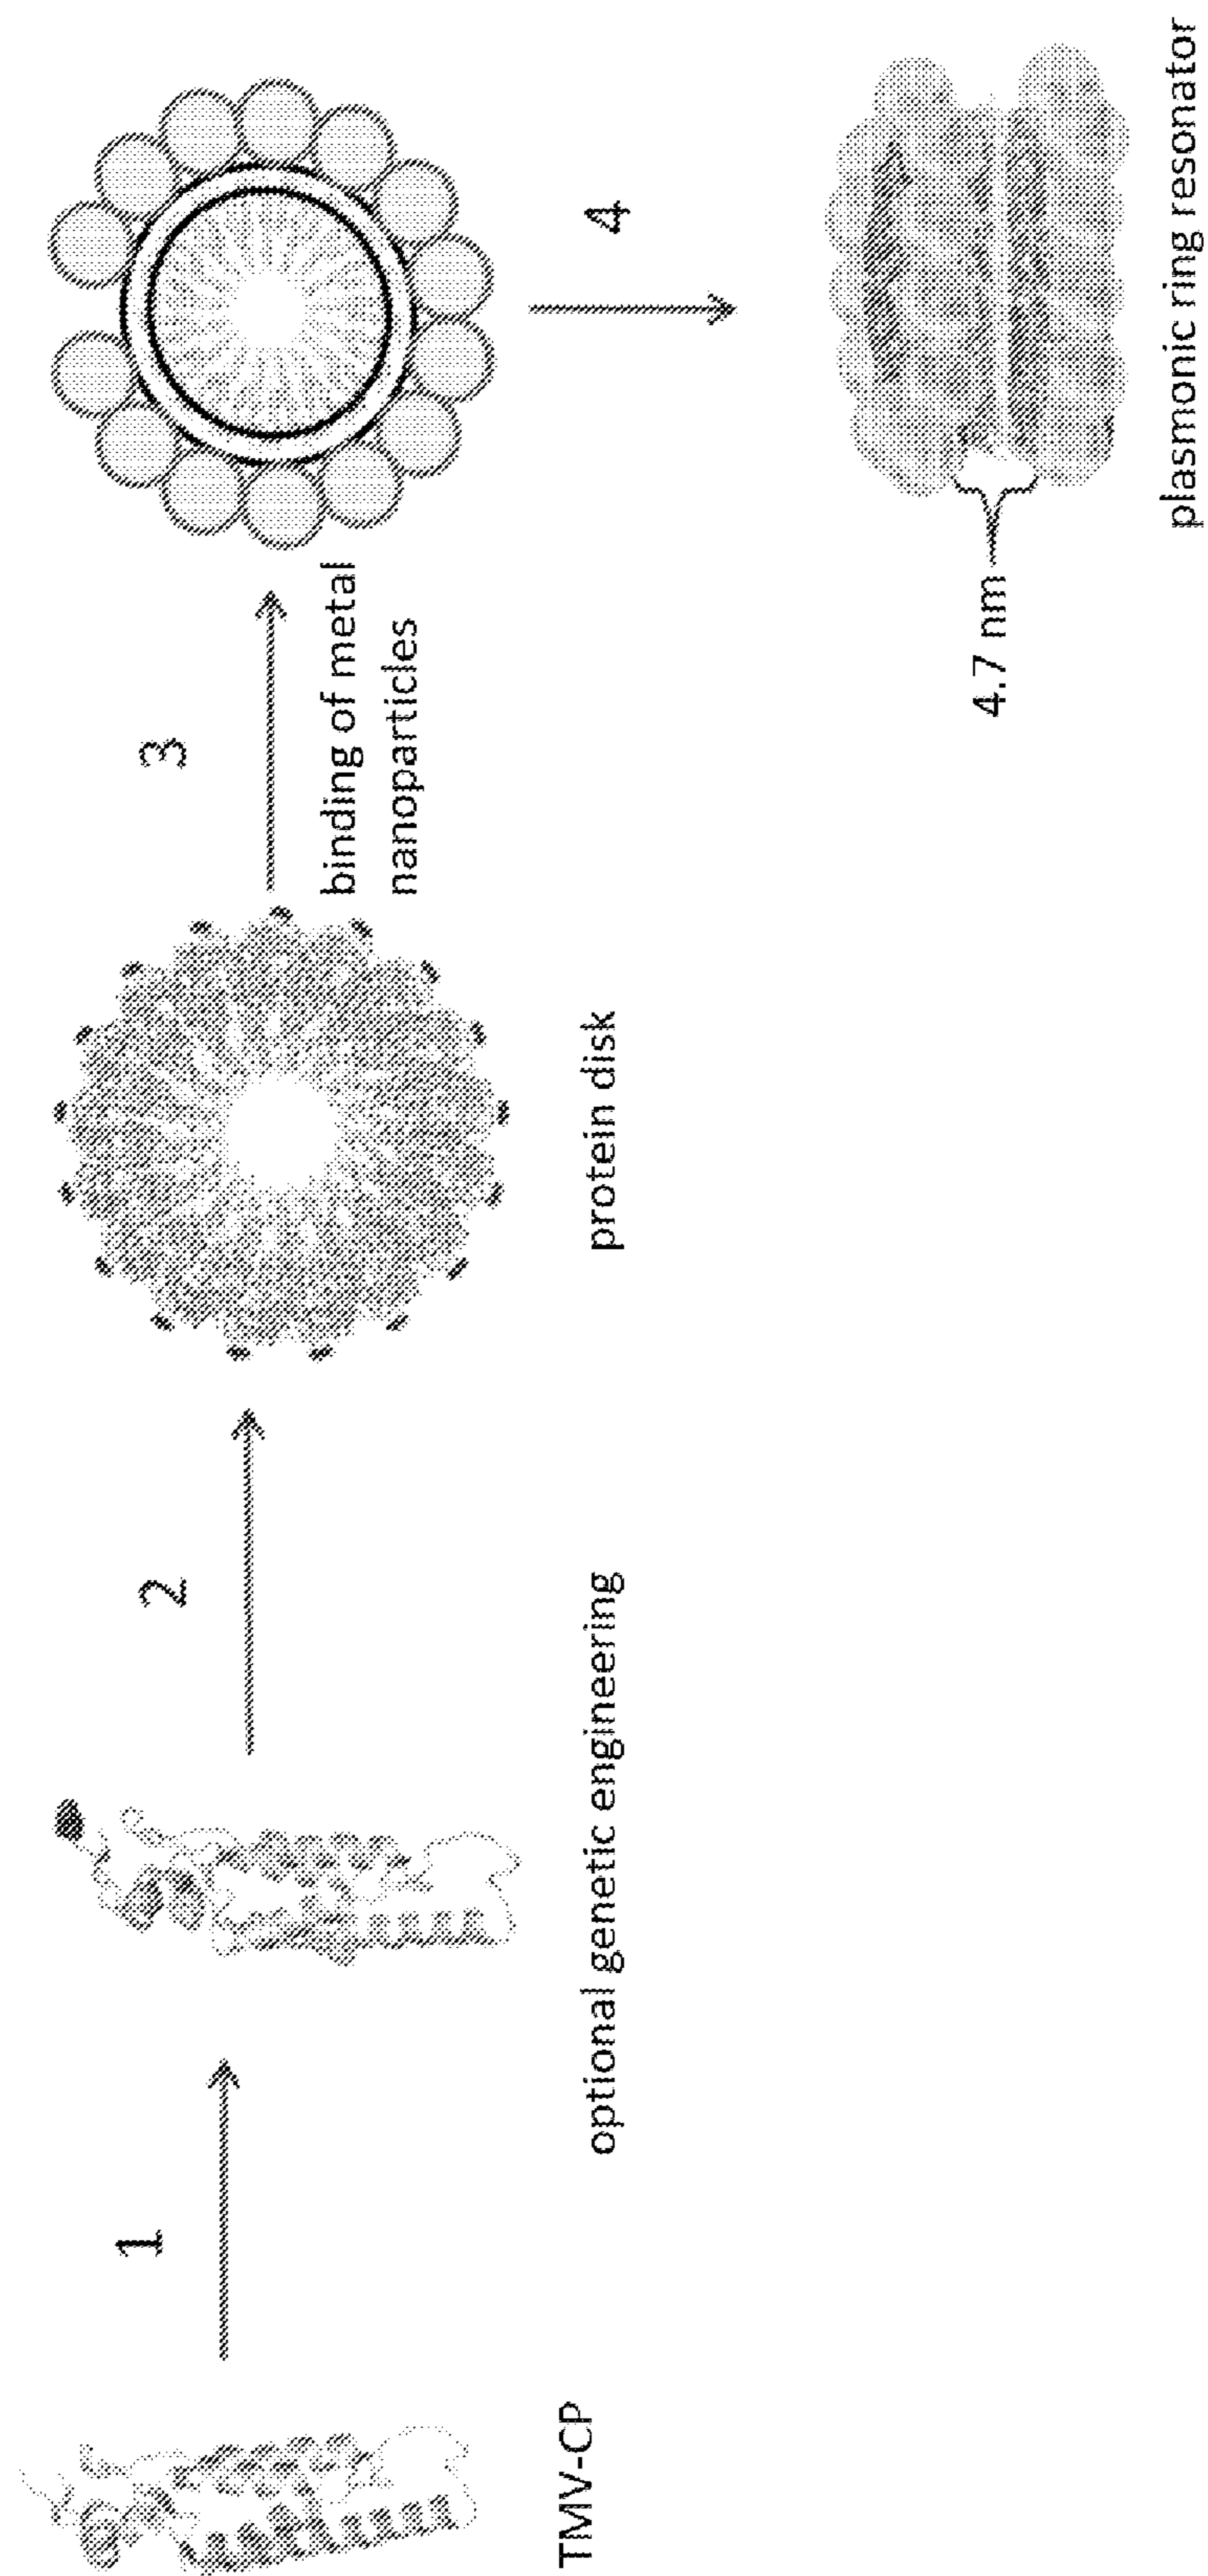 1
2
3
4
TMV-CP
optional genetic engineering
protein disk
binding of metal
nanoparticles
4.7 nm
plasmonic ring resonator